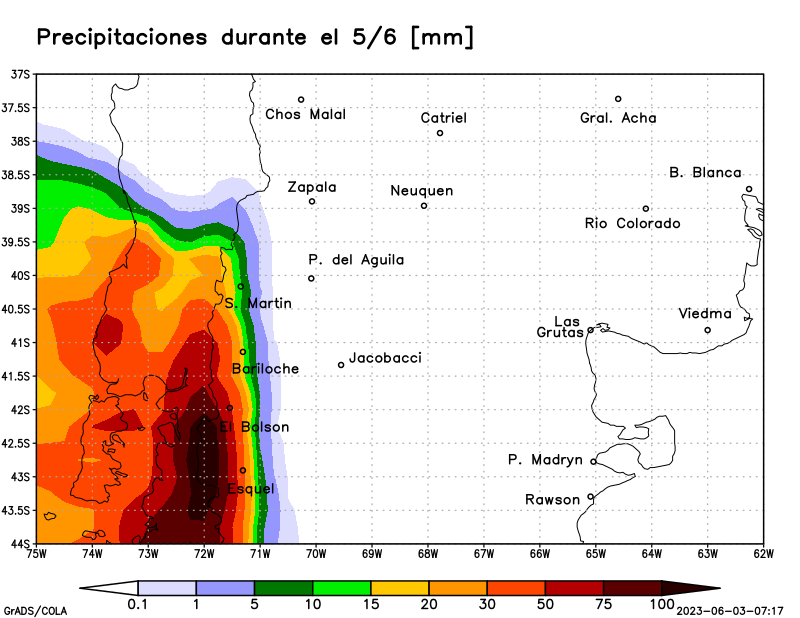 Precipitaciones durante el 5/6 [mm]
37S
37.5S
38S
38.5S
39S
39.5S
40S
40.5S
41S
41.5S
42S
42.5S
43S
43.5S
44S
Chos Malal
Catriel
Gral. Acha
B. Blanca
Zapala
Neuquen
Rio Colorado
P. del Aguila
S. Martin
Viedma
Las
Grutas
Jacobacci
Bariloche
El Bolson
P. Madryn
Esquel
Rawson
75W 74W 73W 72W 71W 70W 69W 68W 67W 66W 65W 64W 63W 62W
0.1 1 5 10 15 20 30 50 75 100
GrADS/COLA
2023-06-03-07:17